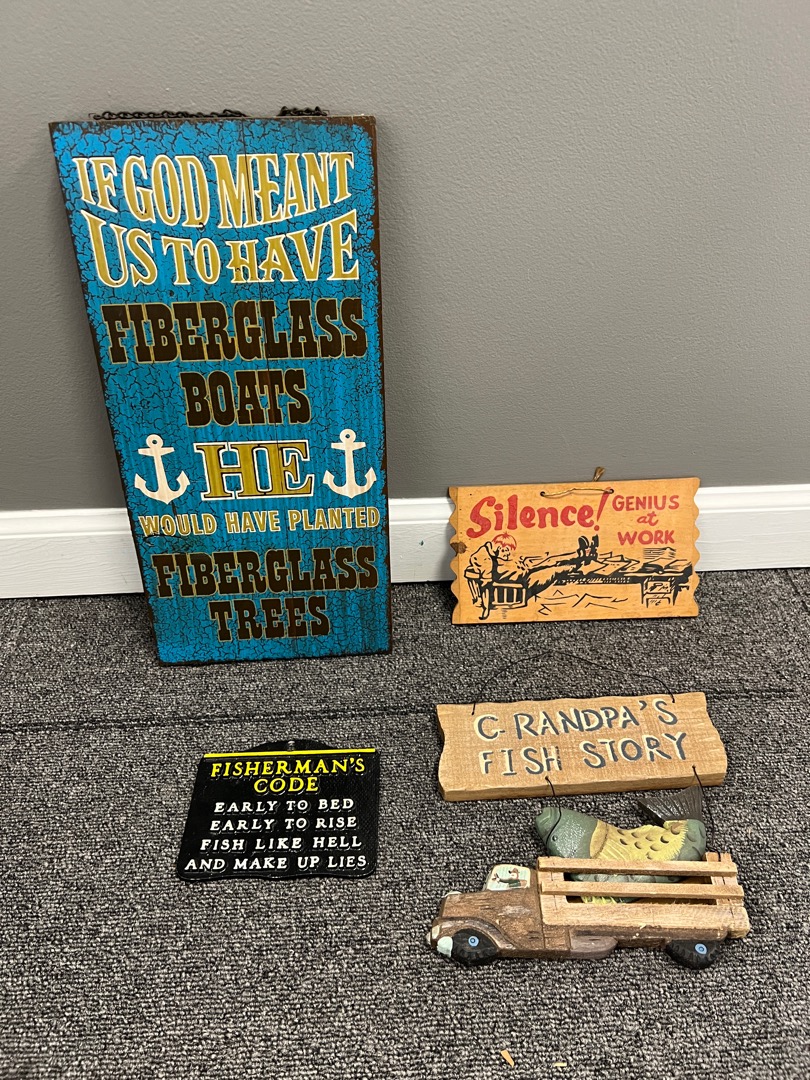 IF GOD MEANT
US TO HAVE
FIBERGLASS
BOATS
HE
WOULD HAVE PLANTED
FIBERGLASS
TREES
Silence! GENIUS
at
WORK
GRANDPA'S
FISH STORY
FISHERMAN'S
CODE
EARLY TO BED
EARLY TO RISE
FISH LIKE HELL
AND MAKE UP LIES